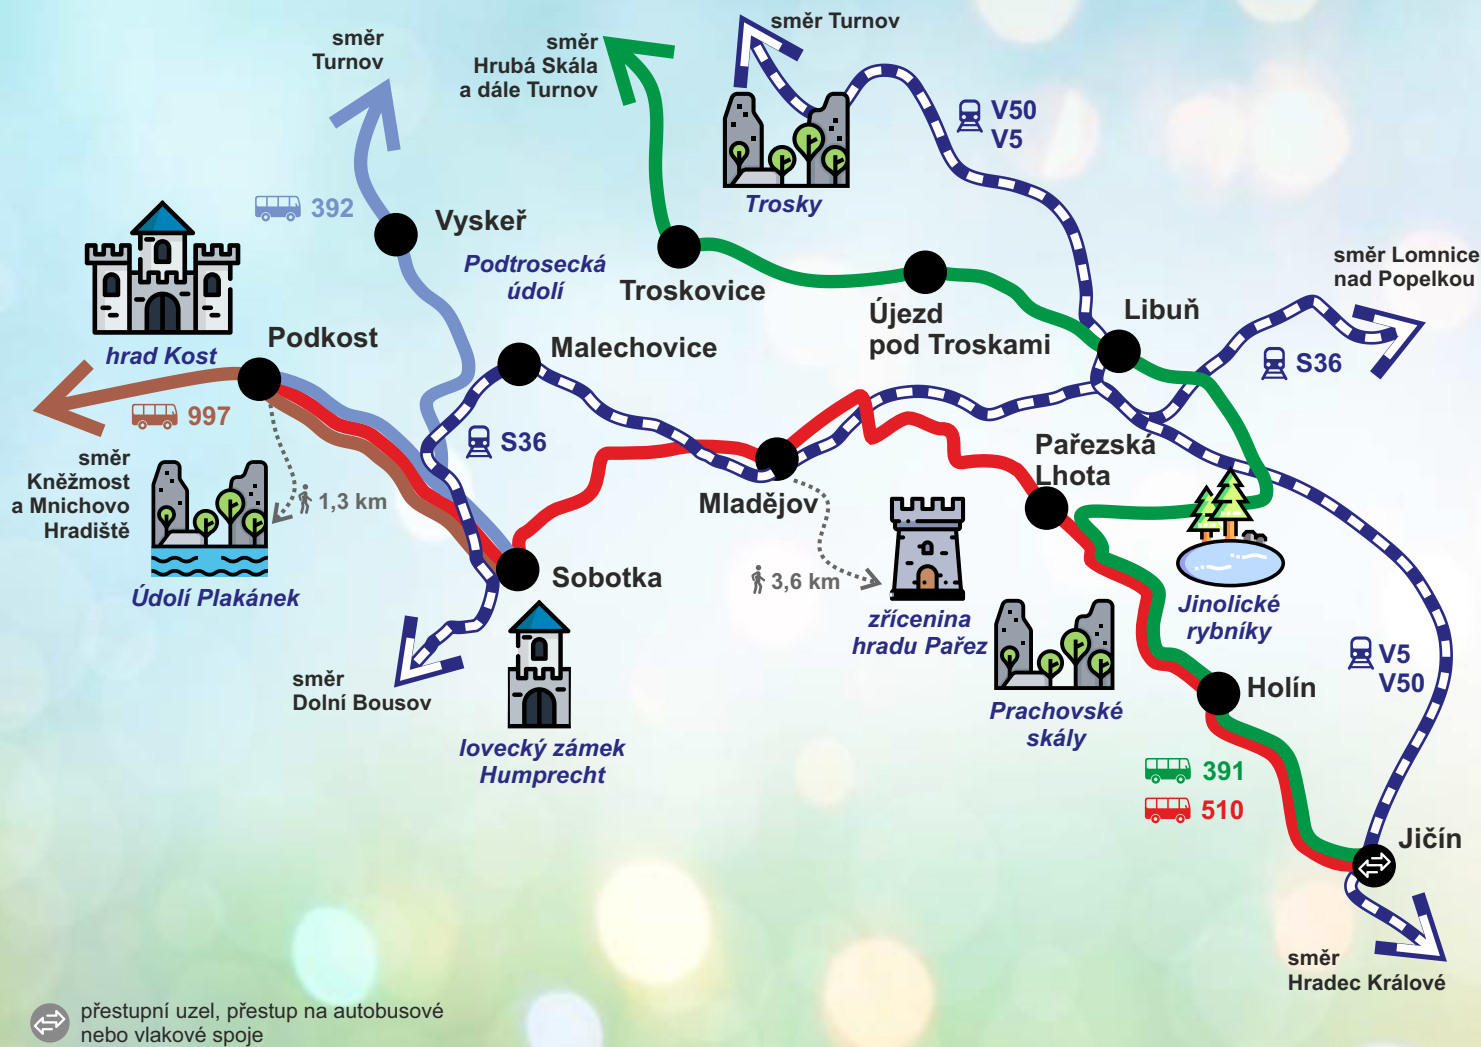 směr Turnov
směr
Turnov
směr
Hrubá Skála
a dále Turnov
V50
V5
392
Vyskeř
Trosky
Podtrosecká
údolí
Troskovice
směr Lomnice
nad Popelkou
Újezd
pod Troskami
Libuň
hrad Kost
Podkost
Malechovice
S36
997
S36
směr
Kněžmost
a Mnichovo
Hradiště
1,3 km
Pařezská
Lhota
Mladějov
Údolí Plakánek
Sobotka
3,6 km
zřícenina
hradu Pařez
Jinolické
rybníky
směr
Dolní Bousov
V5
V50
Holín
Prachovské
skály
lovecký zámek
Humprecht
391
510
Jičín
směr
Hradec Králové
přestupní uzel, přestup na autobusové
nebo vlakové spoje